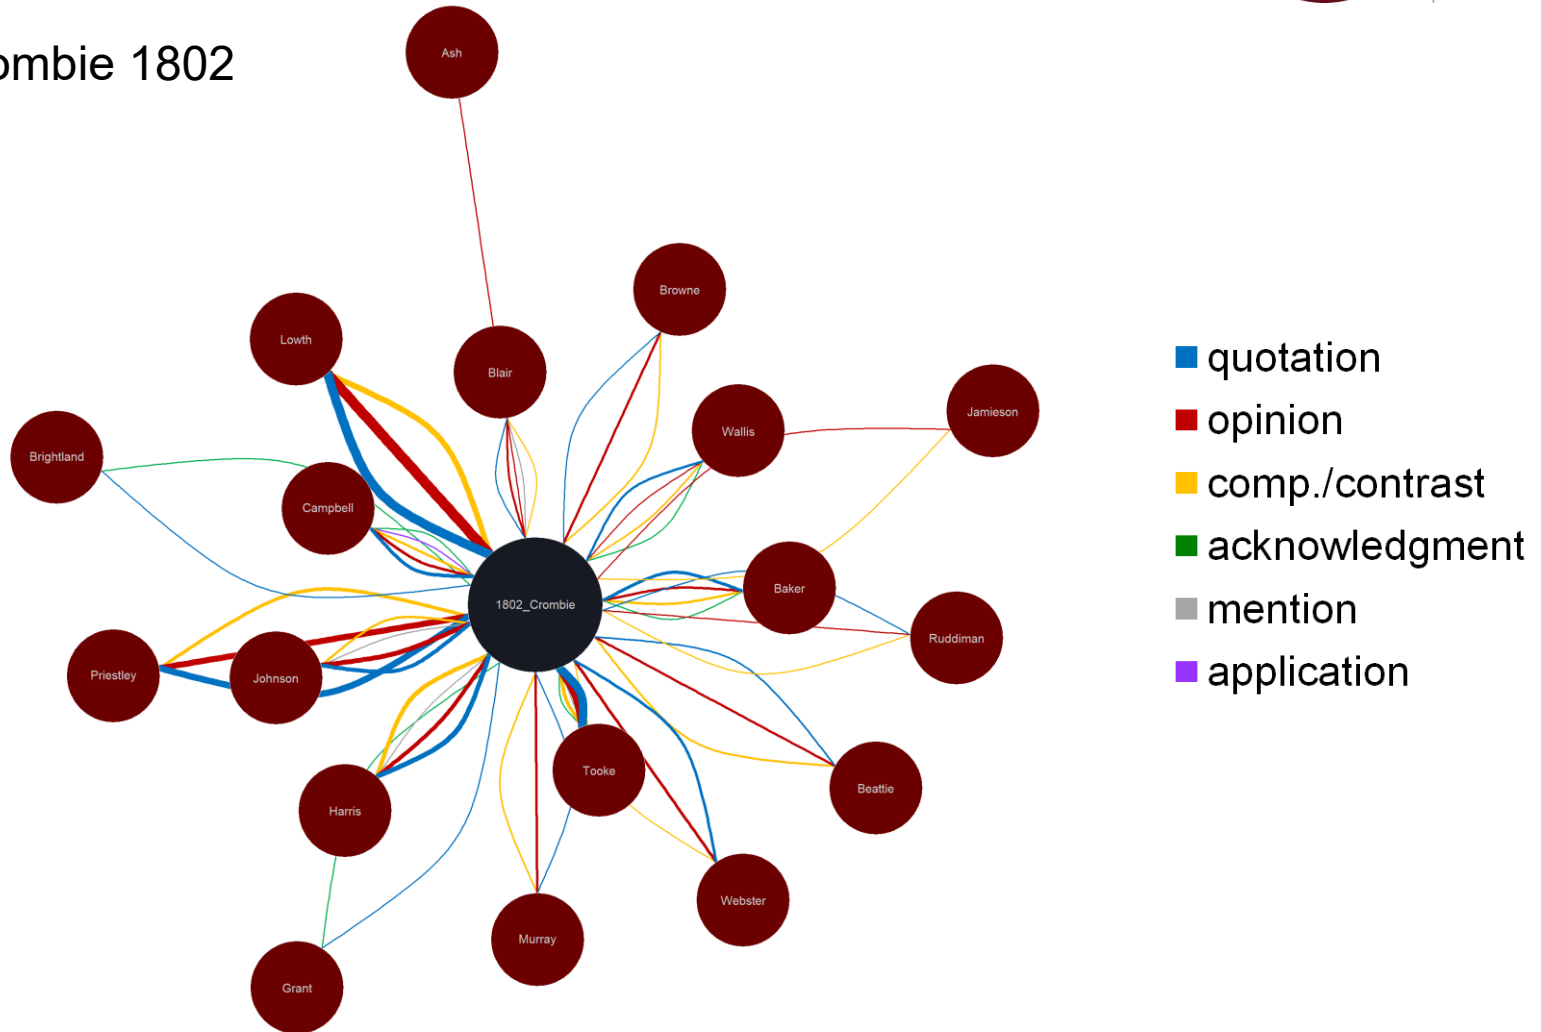 ombie 1802
Ash
Browne
Lowth
Blair
Jamieson
Wallis
Brightland
Campbell
Baker
1802_Crombie
Ruddiman
Priestley
Johnson
Tooke
Beattie
Harris
Webster
Murray
Grant
quotation
opinion
comp./contrast
acknowledgment
mention
application